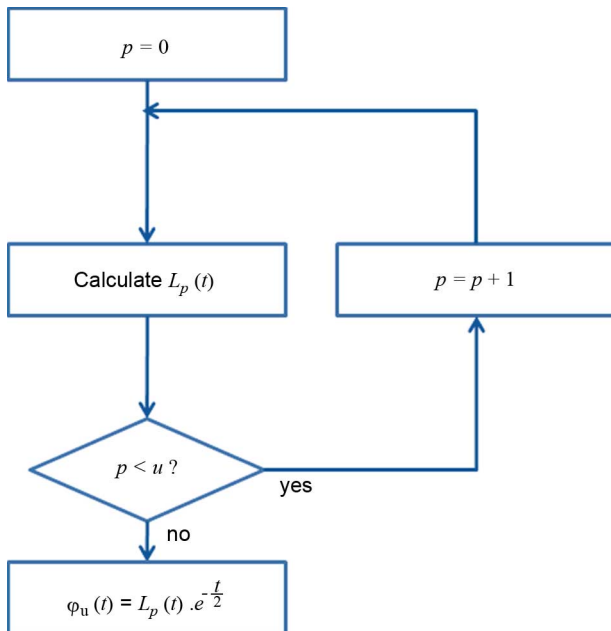 p = 0
Calculate L_p (t)
p = p + 1
p < u ?
yes
no
φ_u (t) = L_p (t) .e^{-t/2}